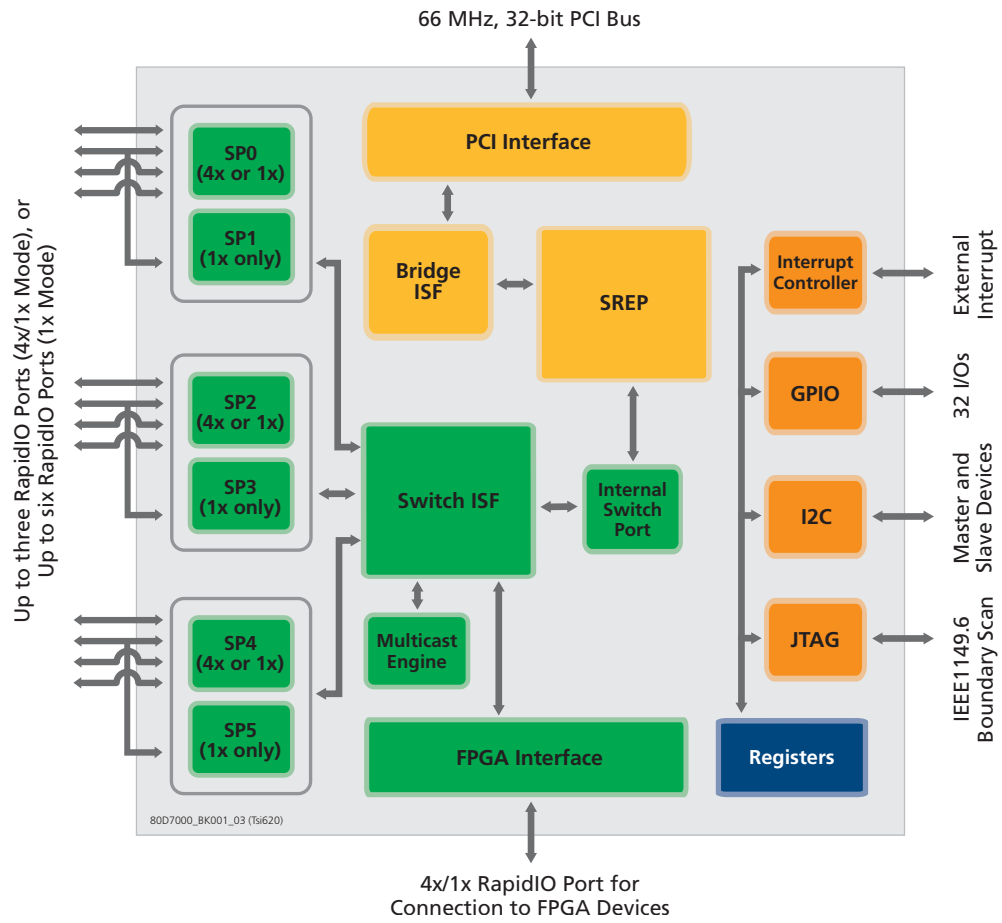 66 MHz, 32-bit PCI Bus
PCI Interface
SP0
(4x or 1x)
SP1
(1x only)
Bridge
ISF
SREP
Interrupt
Controller
External
Interrupt
Up to three RapidIO Ports (4x/1x Mode), or
Up to six RapidIO Ports (1x Mode)
SP2
(4x or 1x)
SP3
(1x only)
Switch ISF
Internal
Switch
Port
GPIO
32 I/Os
I2C
Master and
Slave Devices
SP4
(4x or 1x)
SP5
(1x only)
Multicast
Engine
JTAG
IEEE1149.6
Boundary Scan
FPGA Interface
Registers
80D7000_BK001_03 (Tsi620)
4x/1x RapidIO Port for
Connection to FPGA Devices